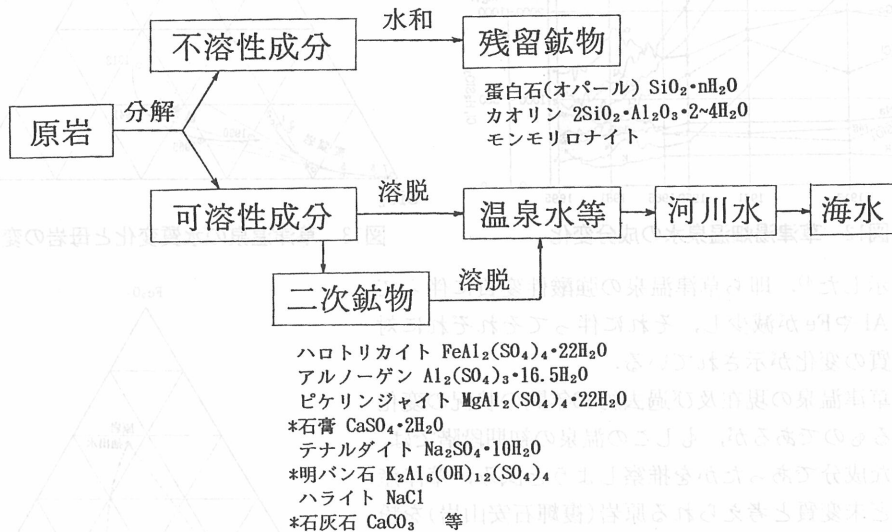 不溶性成分
水和
残留鉱物
蛋白石(オパール) SiO₂•nH₂O
カオリン 2SiO₂•Al₂O₃•2~4H₂O
モンモリロナイト
原岩
分解
可溶性成分
溶脱
温泉水等
河川水
海水
二次鉱物
溶脱
ハロトリカイト FeAl₂(SO₄)₄•22H₂O
アルノーゲン Al₂(SO₄)₃•16.5H₂O
ピケリンジャイト MgAl₂(SO₄)₄•22H₂O
*石膏 CaSO₄•2H₂O
テナルダイト Na₂SO₄•10H₂O
*明バン石 K₂Al₆(OH)₁₂(SO₄)₄
ハライト NaCl
*石灰石 CaCO₃ 等